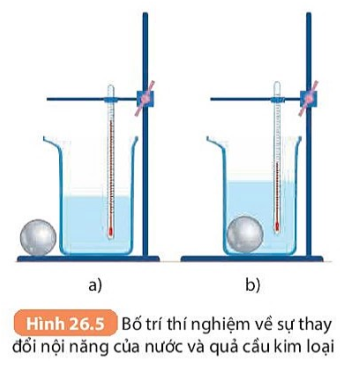 a)
b)
Hình 26.5 Bố trí thí nghiệm về sự thay
đổi nội năng của nước và quả cầu kim loại